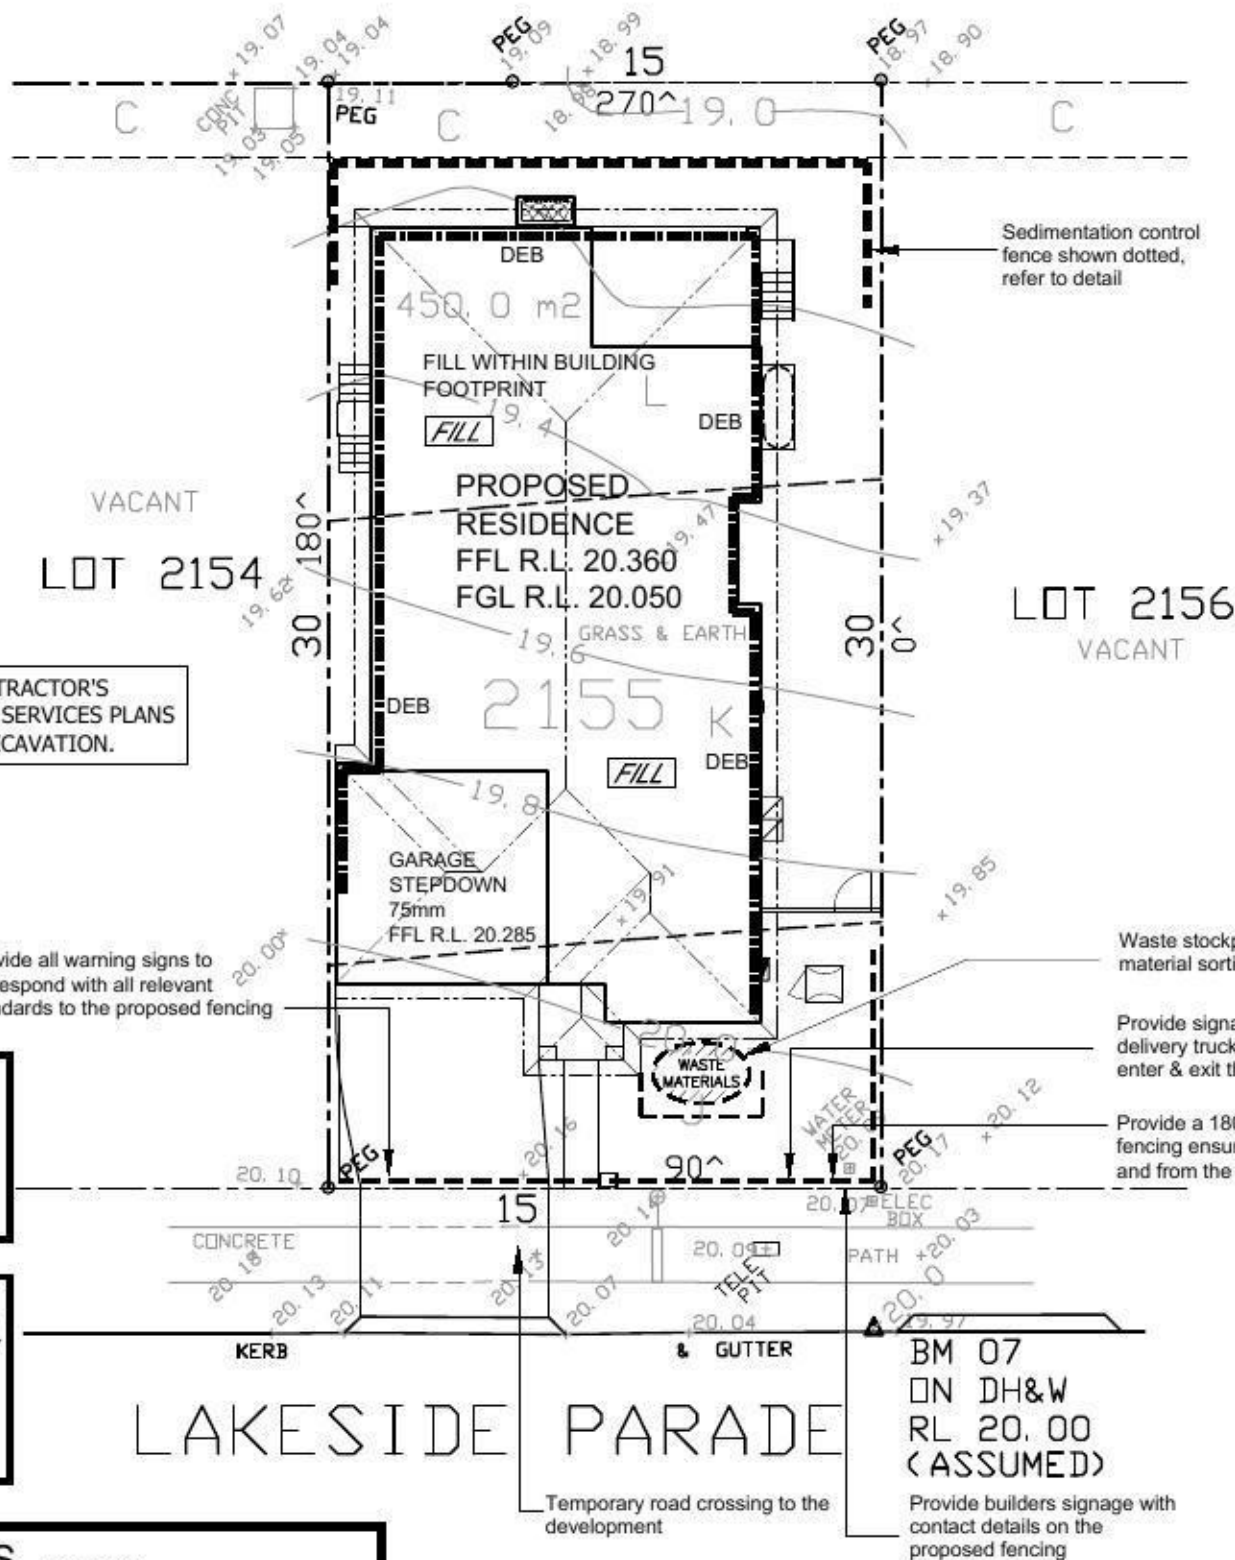 19.07
19.04
19.04
PEG
19.09
18.99
18.98
15
270^
19.0
PEG
18.97
18.90
C
CONC
PIT
19.03
19.05
19.11
PEG
C
C
Sedimentation control
fence shown dotted,
refer to detail
DEB
450.0 m2
FILL WITHIN BUILDING
FOOTPRINT
L
19.4
FILL
DEB
VACANT
LOT 2154
180^
30
19.62
PROPOSED
RESIDENCE
FFL R.L. 20.360
FGL R.L. 20.050
19.47
19.37
GRASS & EARTH
19.6
30
0^
LOT 2156
VACANT
TRACTOR'S
SERVICES PLANS
CAVATION.
DEB
2155
K
DEB
FILL
19.8
GARAGE
STEPDOWN
75mm
FFL R.L. 20.285
19.91
19.85
vide all warning signs to
respond with all relevant
ndards to the proposed fencing
20.00
Waste stockp
material sorti
Provide signa
delivery truck
enter & exit th
Provide a 180
fencing ensur
and from the
20.0
WASTE
MATERIALS
J
WATER
METER
20.12
PEG
20.17
20.16
90^
PEG
20.10
15
20.14
20.07
ELEC
BOX
CONCRETE
20.18
20.13
20.11
20.13
20.07
20.09
TELE
PIT
PATH
20.03
20.0
20.04
19.97
KERB
& GUTTER
BM 07
ON DH&W
RL 20.00
(ASSUMED)
LAKESIDE PARADE
Temporary road crossing to the
development
Provide builders signage with
contact details on the
proposed fencing